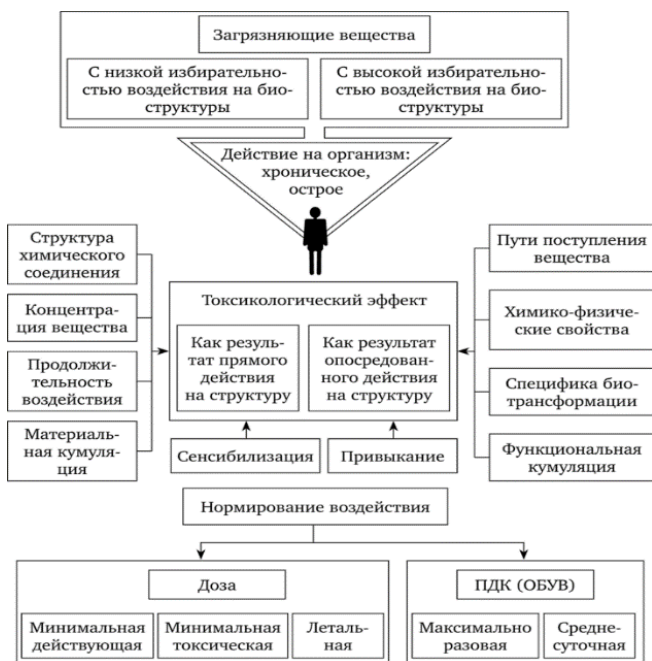 Загрязняющие вещества
С низкой избирательно-
стью воздействия на био-
структуры
С высокой избирательно-
стью воздействия на био-
структуры
Действие на организм:
хроническое,
острое
Структура
химического
соединения
Концентра-
ция вещества
Продолжи-
тельность
воздействия
Материаль-
ная кумуля-
ция
Токсикологический эффект
Как резуль-
тат прямого
действия
на структуру
Как результат
опосредован-
ного действия
на структуру
Сенсибилизация
Привыкание
Пути поступления
вещества
Химико-физиче-
ские свойства
Специфика био-
трансформации
Функциональная
кумуляция
Нормирование воздействия
Доза
Минимальная
действующая
Минимальная
токсическая
Леталь-
ная
ПДК (ОБУВ)
Максимально
разовая
Средне-
суточная